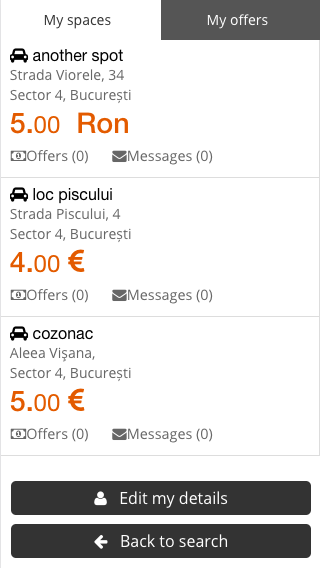 My spaces
My offers
another spot
Strada Viorele, 34
Sector 4, București
5.00 Ron
Offers (0)
Messages (0)
loc piscului
Strada Piscului, 4
Sector 4, București
4.00 €
Offers (0)
Messages (0)
cozonac
Aleea Vişana,
Sector 4, București
5.00 €
Offers (0)
Messages (0)
Edit my details
Back to search